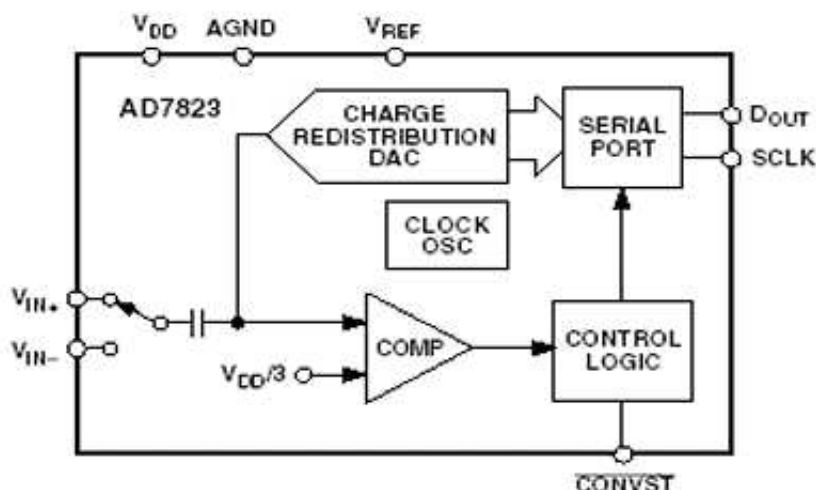 VDD AGND VREF
AD7823
CHARGE
REDISTRIBUTION
DAC
SERIAL
PORT
DOUT
SCLK
CLOCK
OSC
VIN+
VIN–
COMP
VDD/3
CONTROL
LOGIC
CONVST